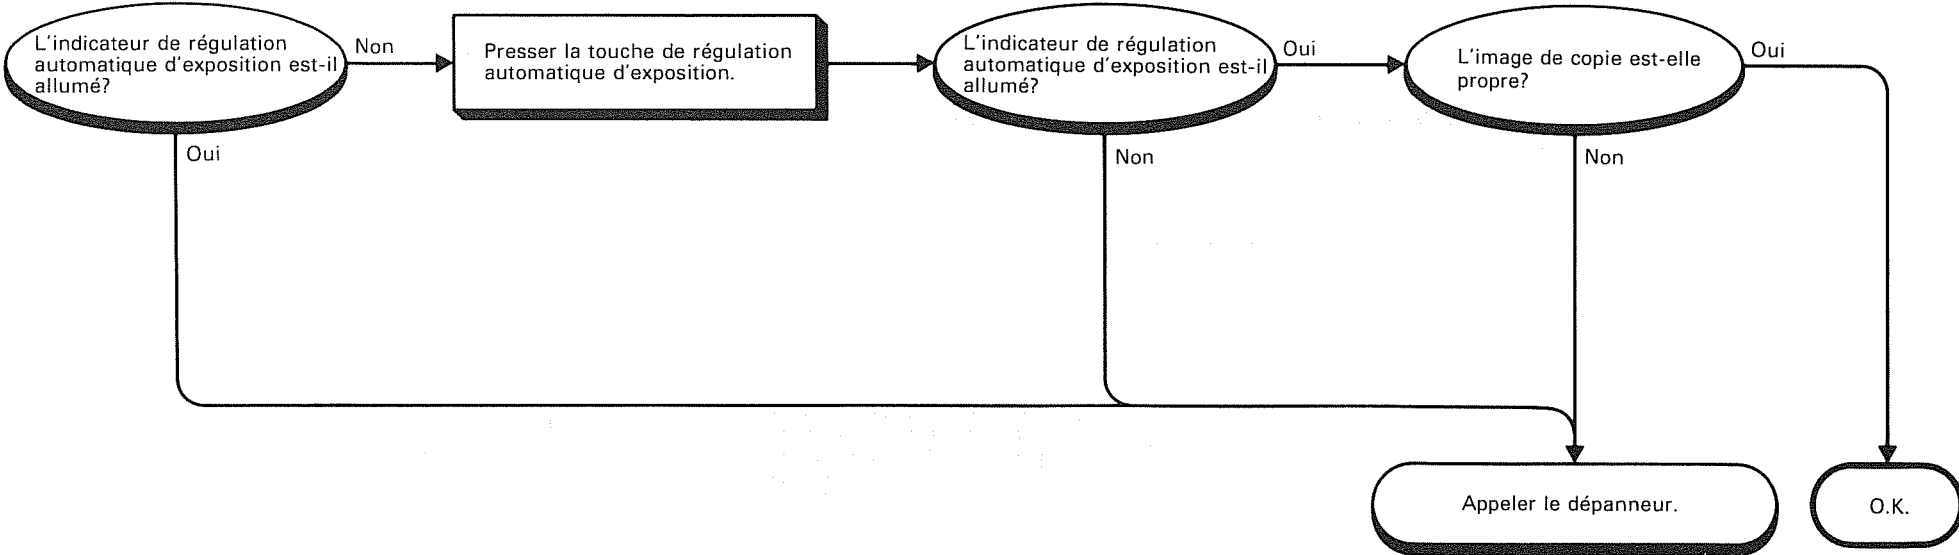 L'indicateur de régulation
automatique d'exposition est-il
allumé?
Non
Oui
Presser la touche de régulation
automatique d'exposition.
L'indicateur de régulation
automatique d'exposition est-il
allumé?
Oui
Non
L'image de copie est-elle
propre?
Oui
Non
Appeler le dépanneur.
O.K.